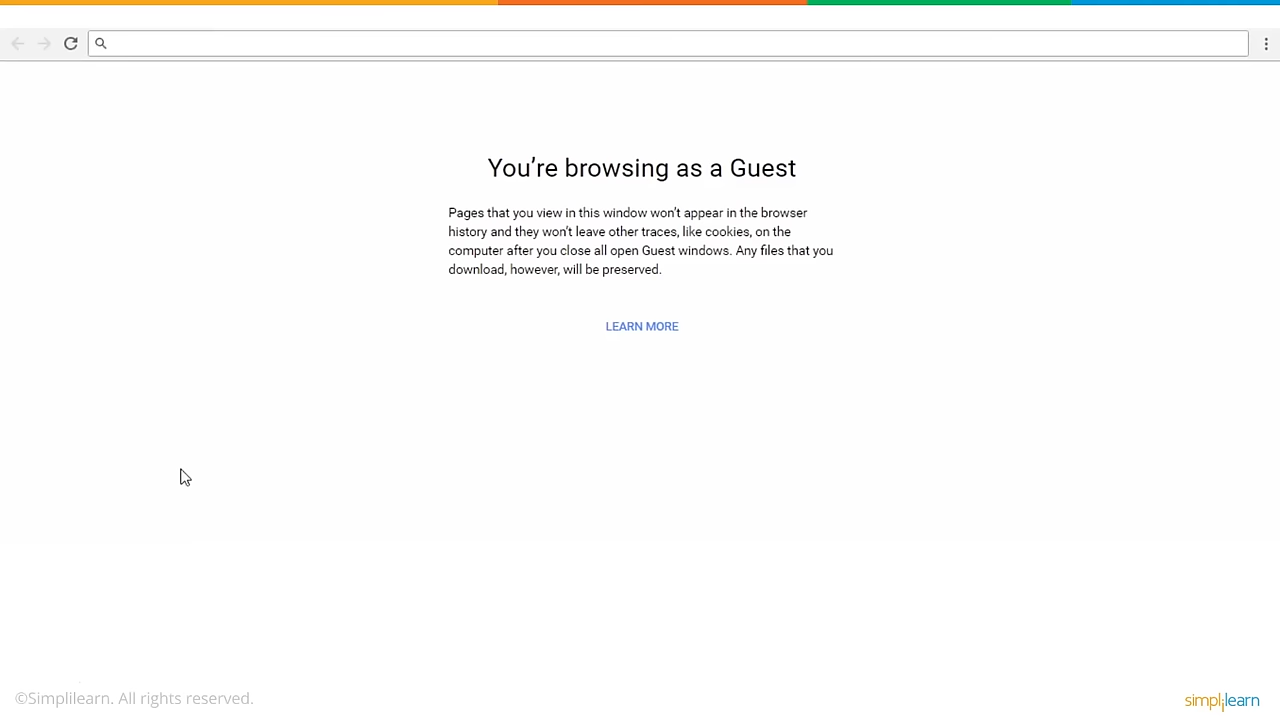 You’re browsing as a Guest
Pages that you view in this window won’t appear in the browser
history and they won’t leave other traces, like cookies, on the
computer after you close all open Guest windows. Any files that you
download, however, will be preserved.
LEARN MORE
©Simplilearn. All rights reserved.
simplilearn